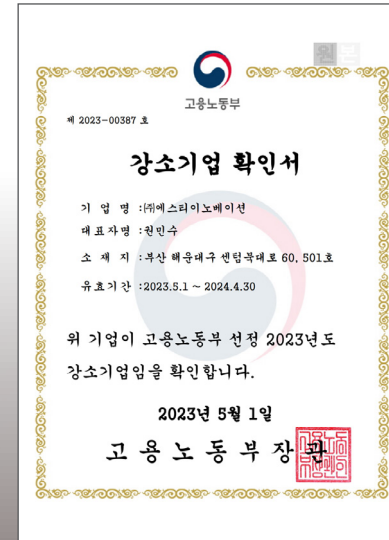 원본
고용노동부
제 2023-00387 호
강소기업 확인서
기 업 명 :(주)에스티이노베이션
대 표 자 명 :권민수
소 재 지 :부산 해운대구 센텀북대로 60, 501호
유 효 기 간 :2023.5.1 ~ 2024.4.30
위 기업이 고용노동부 선정 2023년도
강소기업임을 확인합니다.
2023년 5월 1일
고 용 노 동 부 장 관